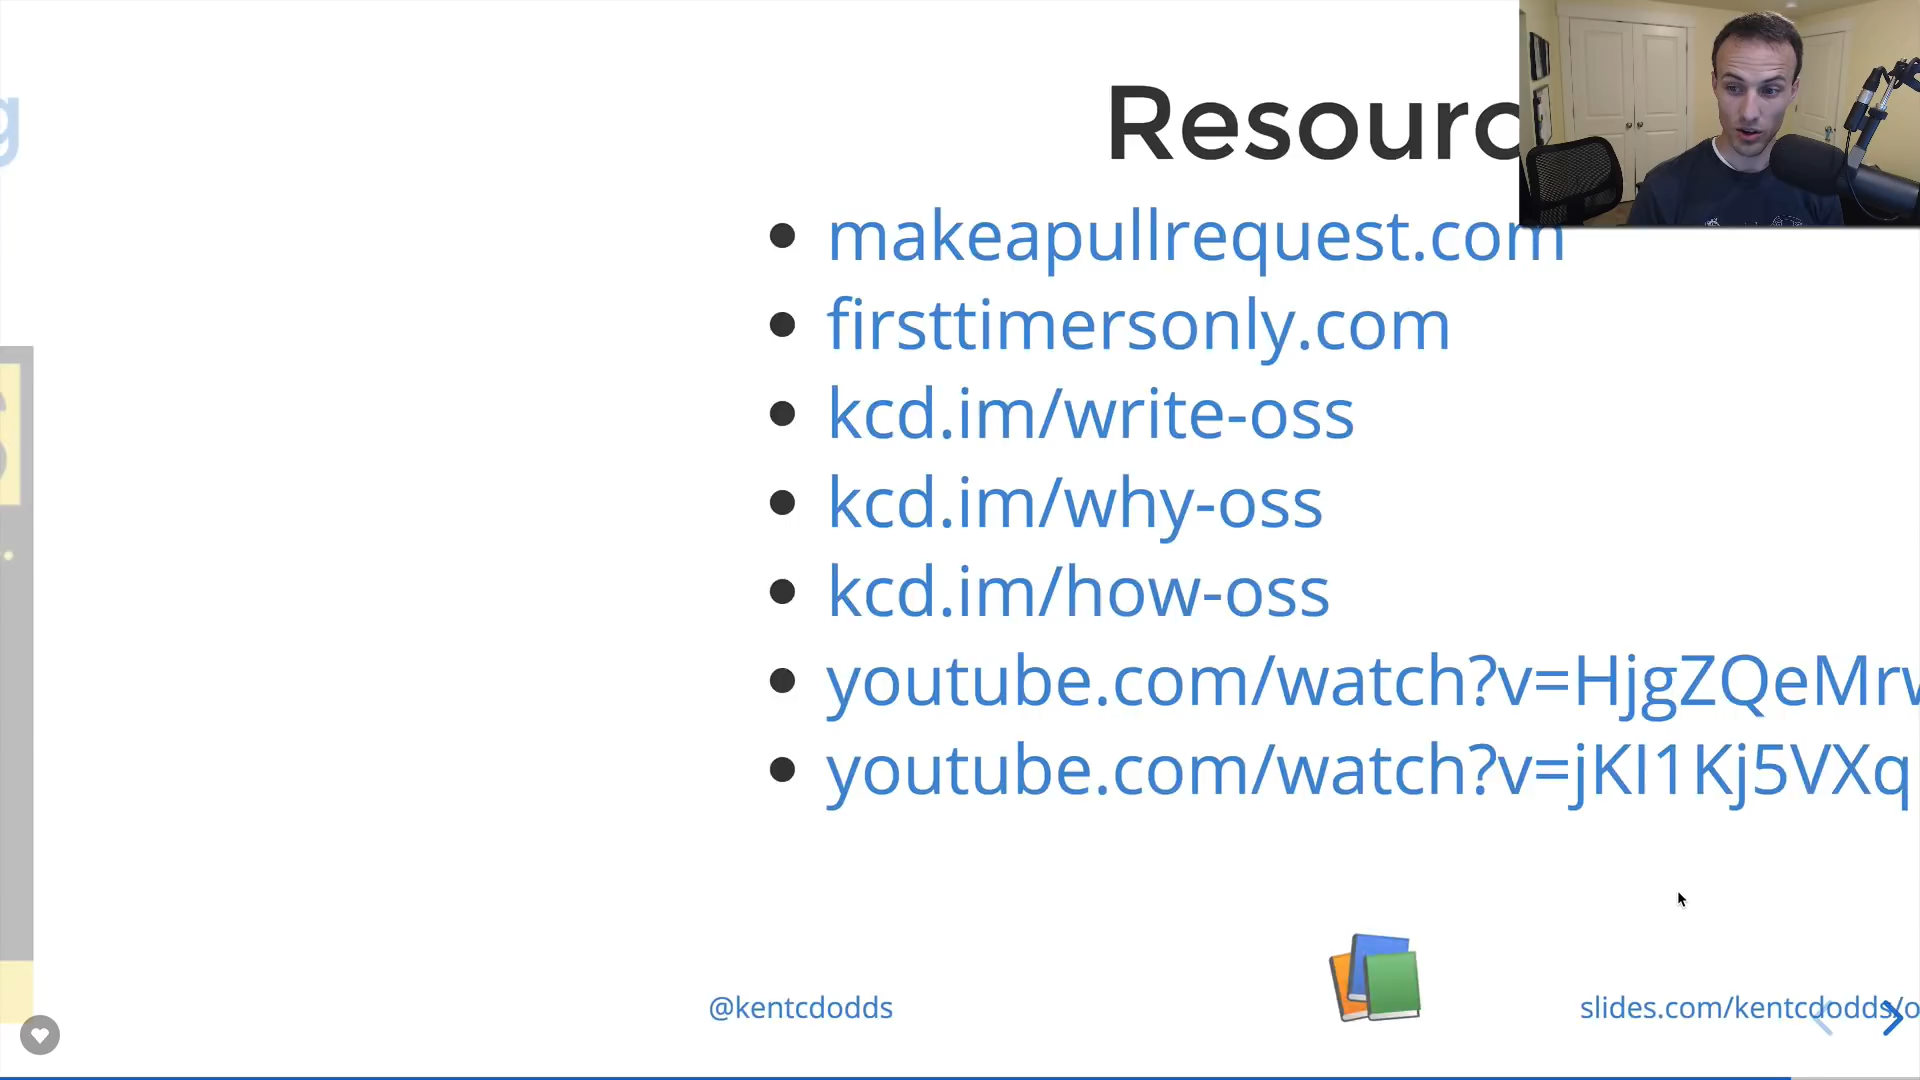 g
Resourc
makeapullrequest.com
firsttimersonly.com
kcd.im/write-oss
kcd.im/why-oss
kcd.im/how-oss
youtube.com/watch?v=HjgZQeMrv
youtube.com/watch?v=jKI1Kj5VXq
@kentcdodds
slides.com/kentcdodds/o